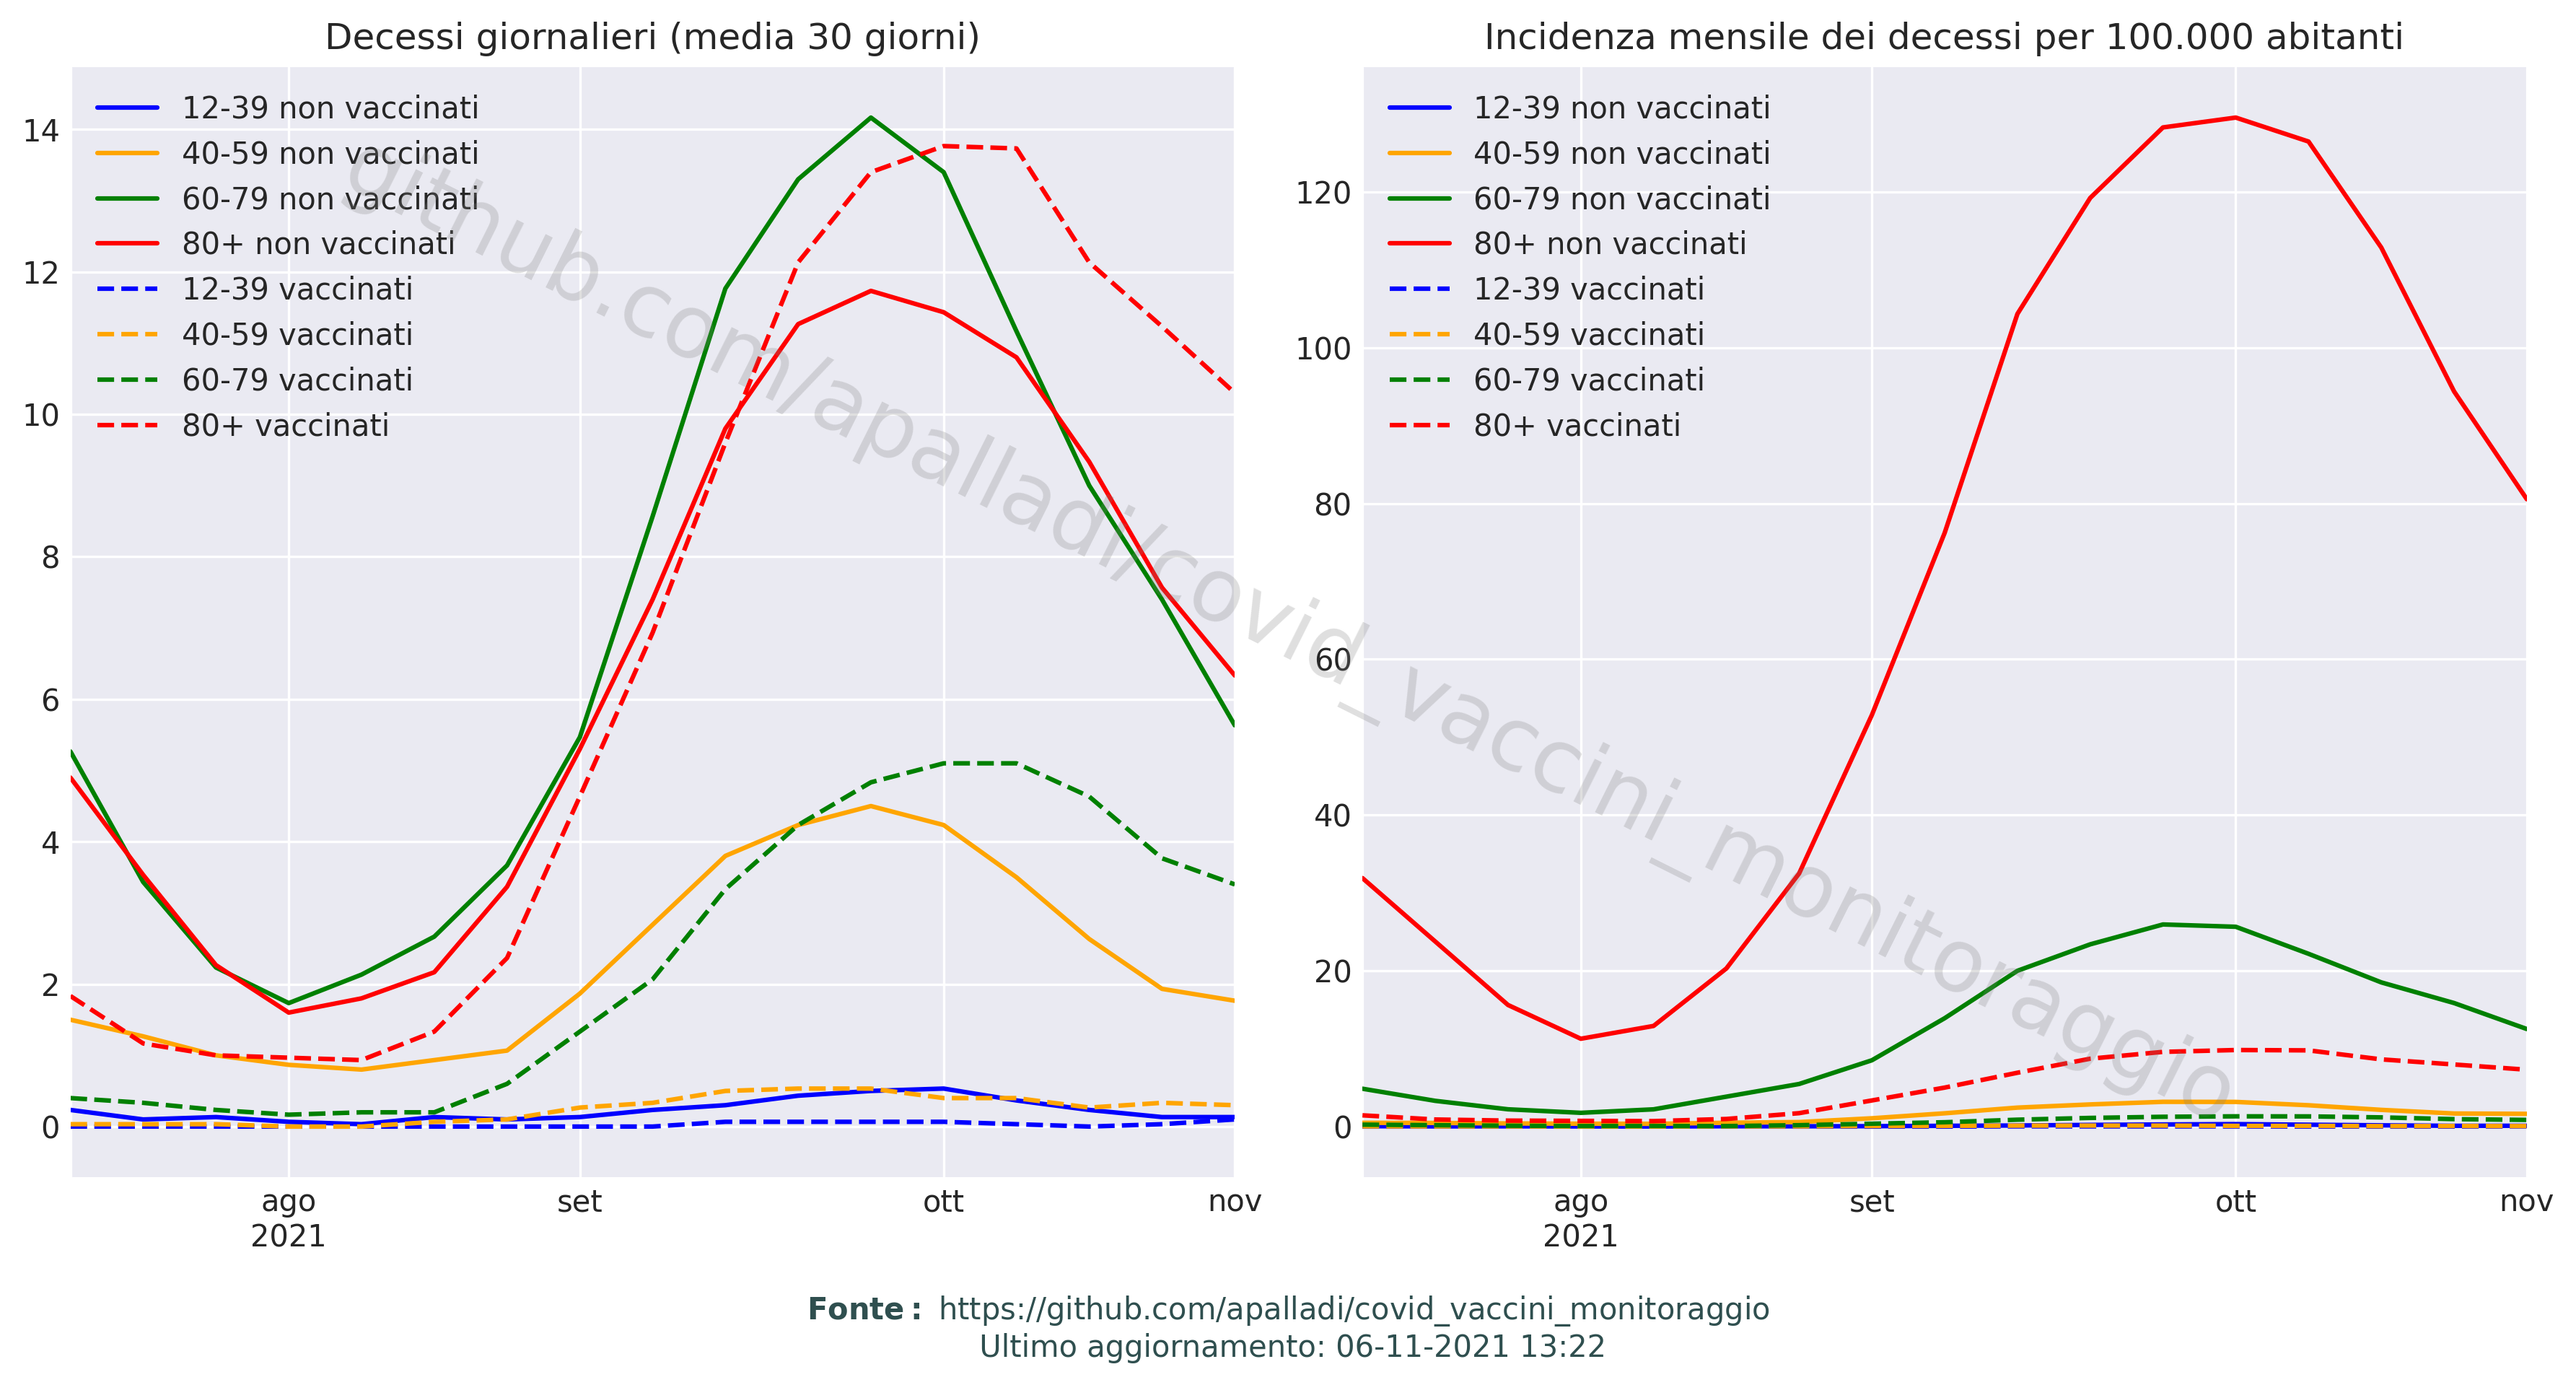 Decessi giornalieri (media 30 giorni)
14
12
10
8
6
4
2
0
12-39 non vaccinati
40-59 non vaccinati
60-79 non vaccinati
80+ non vaccinati
12-39 vaccinati
40-59 vaccinati
60-79 vaccinati
80+ vaccinati
ago
2021
set
ott
nov
Incidenza mensile dei decessi per 100.000 abitanti
120
100
80
60
40
20
0
12-39 non vaccinati
40-59 non vaccinati
60-79 non vaccinati
80+ non vaccinati
12-39 vaccinati
40-59 vaccinati
60-79 vaccinati
80+ vaccinati
ago
2021
set
ott
nov
github.com/apalladi/covid_vaccini_monitoraggio
Fonte: https://github.com/apalladi/covid_vaccini_monitoraggio
Ultimo aggiornamento: 06-11-2021 13:22